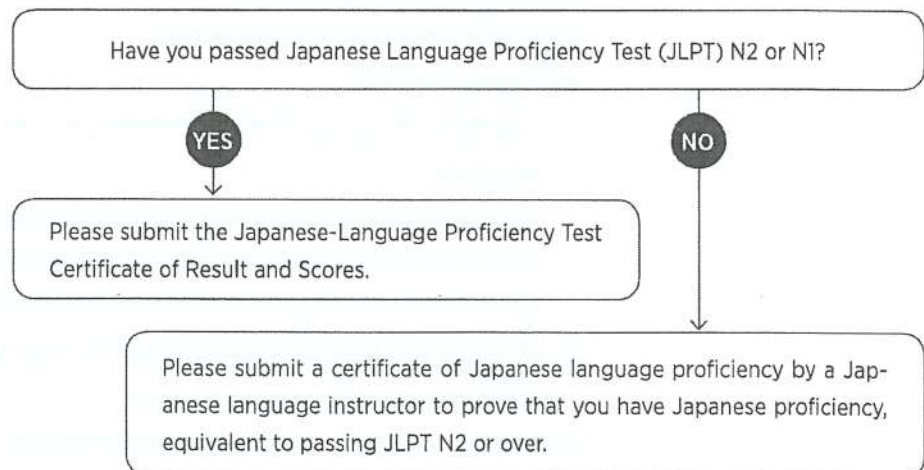 Have you passed Japanese Language Proficiency Test (JLPT) N2 or N1?
YES
NO
Please submit the Japanese-Language Proficiency Test
Certificate of Result and Scores.
Please submit a certificate of Japanese language proficiency by a Jap-
anese language instructor to prove that you have Japanese proficiency,
equivalent to passing JLPT N2 or over.